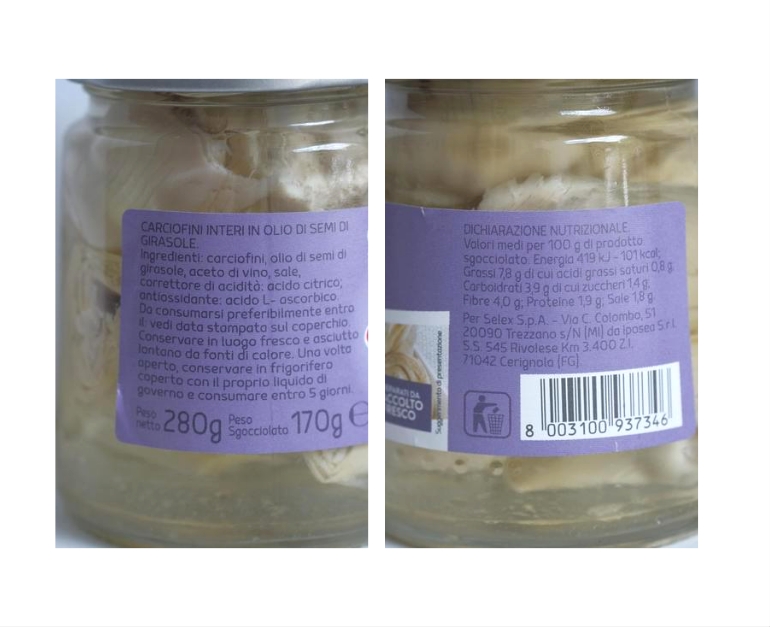 CARCIOFINI INTERI IN OLIO DI SEMI DI
GIRASOLE.
Ingredienti: carciofini, olio di semi di
girasole, aceto di vino, sale,
correttore di acidità: acido citrico;
antiossidante: acido L- ascorbico.
Da consumarsi preferibilmente entro
il: vedi data stampata sul coperchio.
Conservare in luogo fresco e asciutto
lontano da fonti di calore. Una volta
aperto, conservare in frigorifero
coperto con il proprio liquido di
governo e consumare entro 5 giorni.
Peso netto 280g Peso Sgocciolato 170g e
DICHIARAZIONE NUTRIZIONALE.
Valori medi per 100 g di prodotto
sgocciolato: Energia 419 kJ - 101 kcal;
Grassi 7,8 g di cui acidi grassi saturi 0,8 g;
Carboidrati 3,9 g di cui zuccheri 1,4 g;
Fibre 4,0 g; Proteine 1,9 g; Sale 1,8 g.
Per Selex S.p.A. - Via C. Colombo, 51
20090 Trezzano s/N (MI) da Iposea S.r.l.
S.S. 545 Rivolese Km 3.400 Z.I.
71042 Cerignola (FG)
Suggerimento di presentazione.
DA
FRESCO
8 003100 937346